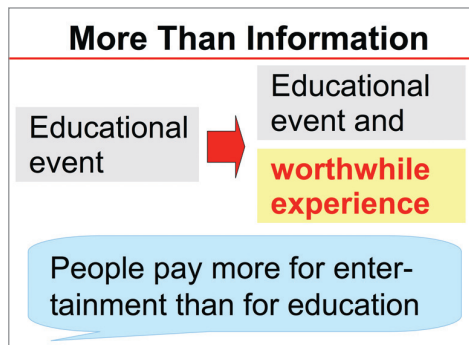 More Than Information
Educational
event
Educational
event and
worthwhile
experience
People pay more for enter-
tainment than for education